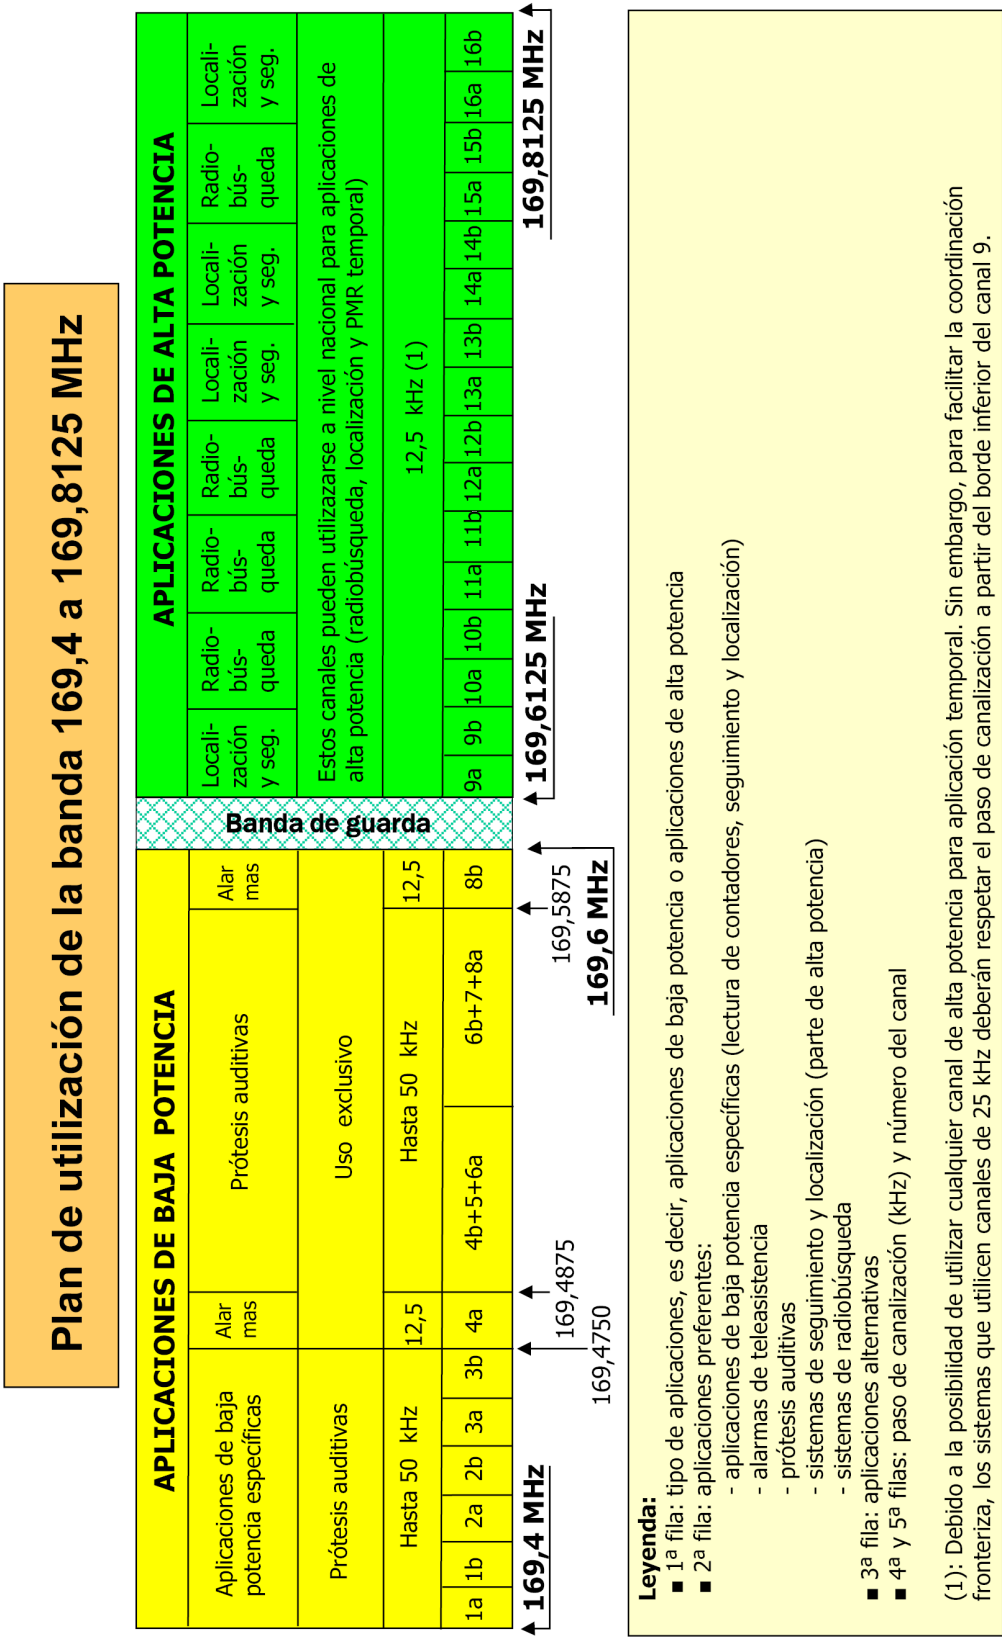 Plan de utilización de la banda 169,4 a 169,8125 MHz
APLICACIONES DE BAJA POTENCIA
APLICACIONES DE ALTA POTENCIA
Aplicaciones de baja
potencia específicas
Alar
mas
Prótesis auditivas
Alar
mas
Banda de guarda
Locali-
zación
y seg.
Radio-
bús-
queda
Radio-
bús-
queda
Radio-
bús-
queda
Locali-
zación
y seg.
Locali-
zación
y seg.
Radio-
bús-
queda
Locali-
zación
y seg.
Prótesis auditivas
Uso exclusivo
Estos canales pueden utilizazarse a nivel nacional para aplicaciones de
alta potencia (radiobúsqueda, localización y PMR temporal)
Hasta 50 kHz
12,5
Hasta 50 kHz
12,5
12,5 kHz (1)
1a 1b 2a 2b 3a 3b 4a 4b+5+6a 6b+7+8a 8b 9a 9b 10a 10b 11a 11b 12a 12b 13a 13b 14a 14b 15a 15b 16a 16b
169,4 MHz
169,4875
169,4750
169,5875
169,6 MHz
169,6125 MHz
169,8125 MHz
Leyenda:
▪ 1ª fila: tipo de aplicaciones, es decir, aplicaciones de baja potencia o aplicaciones de alta potencia
▪ 2ª fila: aplicaciones preferentes:
- aplicaciones de baja potencia específicas (lectura de contadores, seguimiento y localización)
- alarmas de teleasistencia
- prótesis auditivas
- sistemas de seguimiento y localización (parte de alta potencia)
- sistemas de radiobúsqueda
▪ 3ª fila: aplicaciones alternativas
▪ 4ª y 5ª filas: paso de canalización (kHz) y número del canal
(1): Debido a la posibilidad de utilizar cualquier canal de alta potencia para aplicación temporal. Sin embargo, para facilitar la coordinación
fronteriza, los sistemas que utilicen canales de 25 kHz deberán respetar el paso de canalización a partir del borde inferior del canal 9.